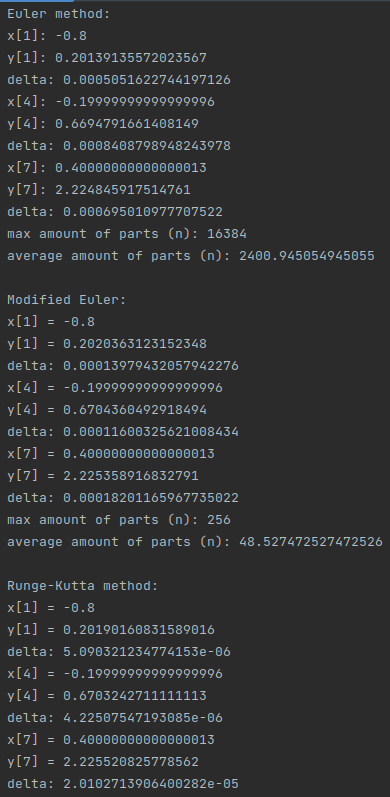 Euler method:
x[1]: -0.8
y[1]: 0.20139135572023567
delta: 0.0005051622744197126
x[4]: -0.19999999999999996
y[4]: 0.6694791661408149
delta: 0.0008408798948243978
x[7]: 0.40000000000000013
y[7]: 2.224845917514761
delta: 0.000695010977707522
max amount of parts (n): 16384
average amount of parts (n): 2400.945054945055

Modified Euler:
x[1] = -0.8
y[1] = 0.2020363123152348
delta: 0.00013979432057942276
x[4] = -0.19999999999999996
y[4] = 0.6704360492918494
delta: 0.00011600325621008434
x[7] = 0.40000000000000013
y[7] = 2.225358916832791
delta: 0.00018201165967735022
max amount of parts (n): 256
average amount of parts (n): 48.527472527472526

Runge-Kutta method:
x[1] = -0.8
y[1] = 0.20190160831589016
delta: 5.090321234774153e-06
x[4] = -0.19999999999999996
y[4] = 0.6703242711111113
delta: 4.22507547193085e-06
x[7] = 0.40000000000000013
y[7] = 2.225520825778562
delta: 2.0102713906400282e-05